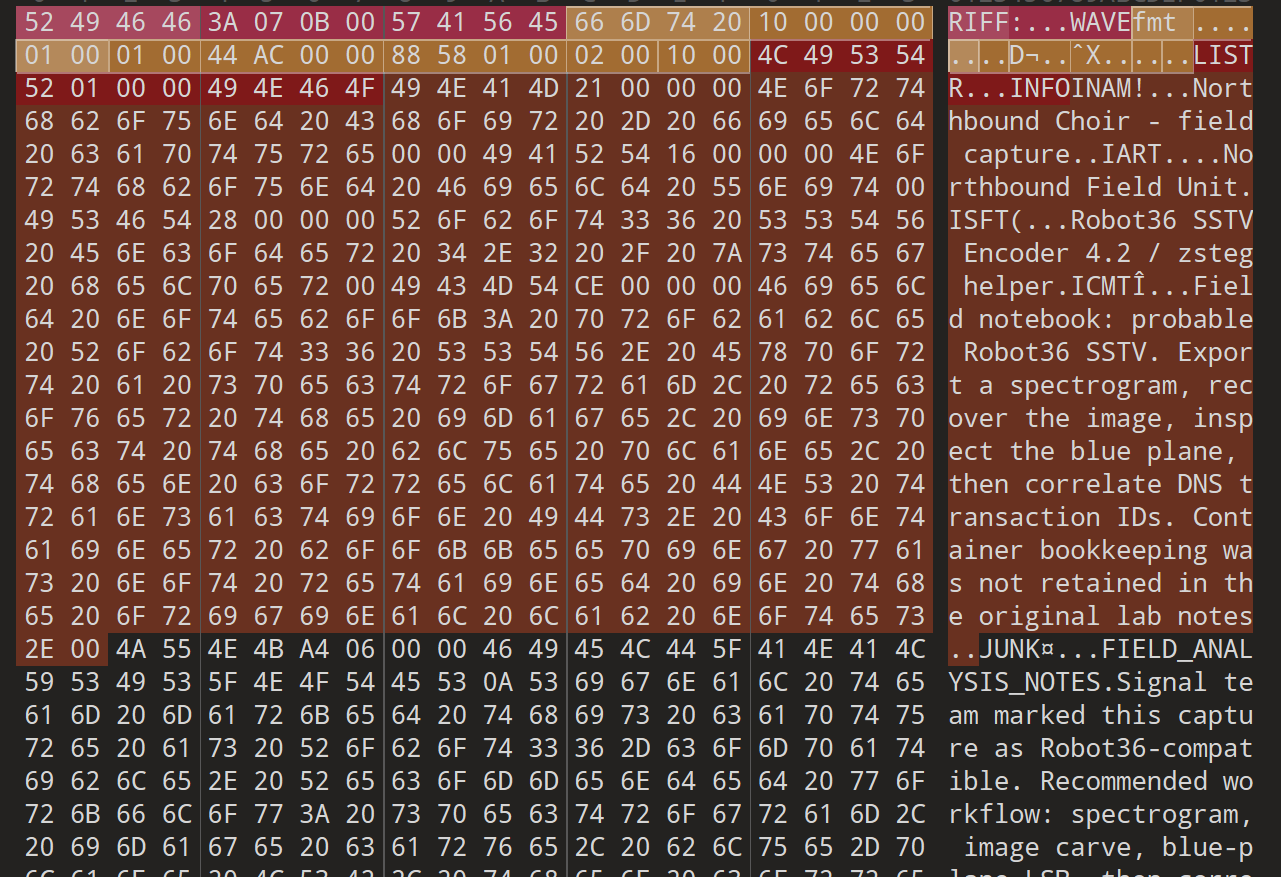 52 49 46 46 3A 07 0B 00 57 41 56 45 66 6D 74 20 10 00 00 00 RIFF:...WAVEfmt ....
01 00 01 00 44 AC 00 00 88 58 01 00 02 00 10 00 4C 49 53 54 ....D¬..ˆX......LIST
52 01 00 00 49 4E 46 4F 49 4E 41 4D 21 00 00 00 4E 6F 72 74 R...INFOINAM!...Nort
68 62 6F 75 6E 64 20 43 68 6F 69 72 20 2D 20 66 69 65 6C 64 hbound Choir - field
20 63 61 70 74 75 72 65 00 00 49 41 52 54 16 00 00 00 4E 6F  capture..IART....No
72 74 68 62 6F 75 6E 64 20 46 69 65 6C 64 20 55 6E 69 74 00 rthbound Field Unit.
49 53 46 54 28 00 00 00 52 6F 62 6F 74 33 36 20 53 53 54 56 ISFT(...Robot36 SSTV
20 45 6E 63 6F 64 65 72 20 34 2E 32 20 2F 20 7A 73 74 65 67  Encoder 4.2 / zsteg
20 68 65 6C 70 65 72 00 49 43 4D 54 CE 00 00 00 46 69 65 6C  helper.ICMTÎ...Fiel
64 20 6E 6F 74 65 62 6F 6F 6B 3A 20 70 72 6F 62 61 62 6C 65 d notebook: probable
20 52 6F 62 6F 74 33 36 20 53 53 54 56 2E 20 45 78 70 6F 72  Robot36 SSTV. Expor
74 20 61 20 73 70 65 63 74 72 6F 67 72 61 6D 2C 20 72 65 63 t a spectrogram, rec
6F 76 65 72 20 74 68 65 20 69 6D 61 67 65 2C 20 69 6E 73 70 over the image, insp
65 63 74 20 74 68 65 20 62 6C 75 65 20 70 6C 61 6E 65 2C 20 ect the blue plane, 
74 68 65 6E 20 63 6F 72 72 65 6C 61 74 65 20 44 4E 53 20 74 then correlate DNS t
72 61 6E 73 61 63 74 69 6F 6E 20 49 44 73 2E 20 43 6F 6E 74 ransaction IDs. Cont
61 69 6E 65 72 20 62 6F 6F 6B 6B 65 65 70 69 6E 67 20 77 61 ainer bookkeeping wa
73 20 6E 6F 74 20 72 65 74 61 69 6E 65 64 20 69 6E 20 74 68 s not retained in th
65 20 6F 72 69 67 69 6E 61 6C 20 6C 61 62 20 6E 6F 74 65 73 e original lab notes
2E 00 4A 55 4E 4B A4 06 00 00 46 49 45 4C 44 5F 41 4E 41 4C ..JUNK¤...FIELD_ANAL
59 53 49 53 5F 4E 4F 54 45 53 0A 53 69 67 6E 61 6C 20 74 65 YSIS_NOTES.Signal te
61 6D 20 6D 61 72 6B 65 64 20 74 68 69 73 20 63 61 70 74 75 am marked this captu
72 65 20 61 73 20 52 6F 62 6F 74 33 36 2D 63 6F 6D 70 61 74 re as Robot36-compat
69 62 6C 65 2E 20 52 65 63 6F 6D 6D 65 6E 64 65 64 20 77 6F ible. Recommended wo
72 6B 66 6C 6F 77 3A 20 73 70 65 63 74 72 6F 67 72 61 6D 2C rkflow: spectrogram,
20 69 6D 61 67 65 20 63 61 72 76 65 2C 20 62 6C 75 65 2D 70  image carve, blue-p